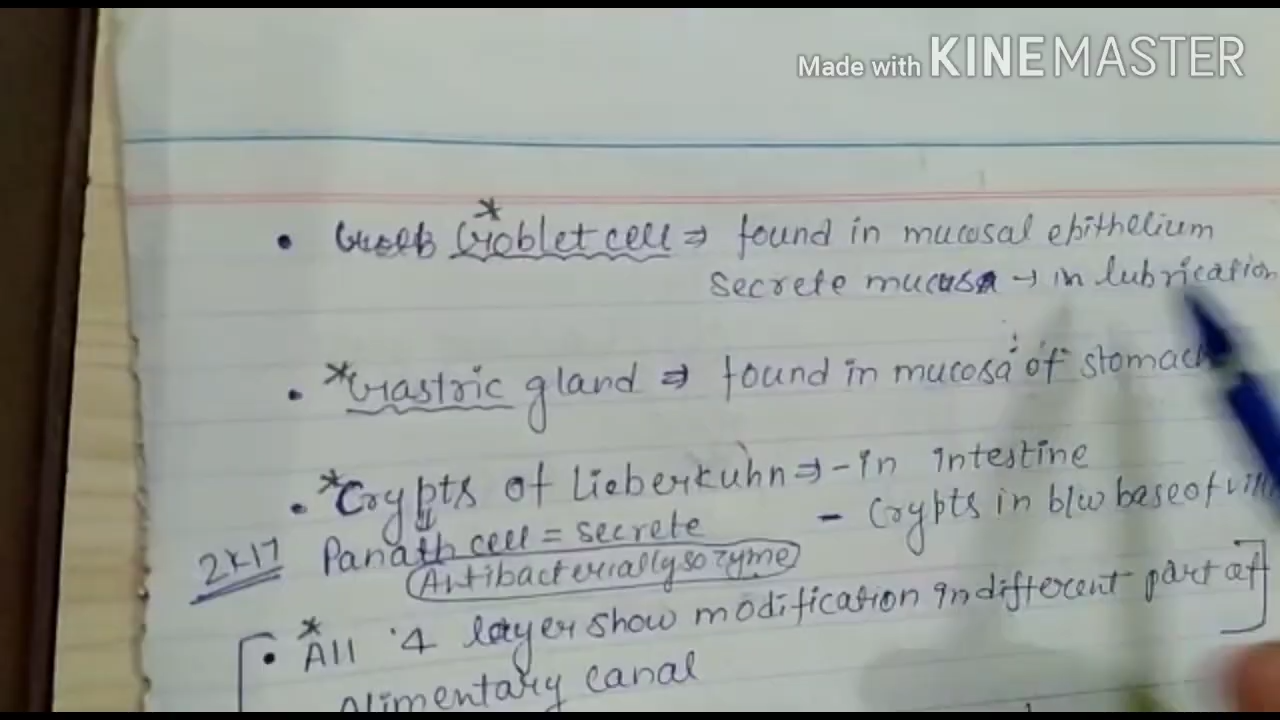 Made with KINEMASTER
Goblet cell ⇒ found in mucosal epithelium
secrete mucus → in lubrication
*Gastric gland ⇒ found in mucosa of stomach
*Crypts of Lieberkuhn ⇒ - in intestine
- Crypts in b/w base of villi
2K17 Panath cell = secrete
Antibacterial lysozyme
* All 4 layer show modification in different part of
alimentary canal